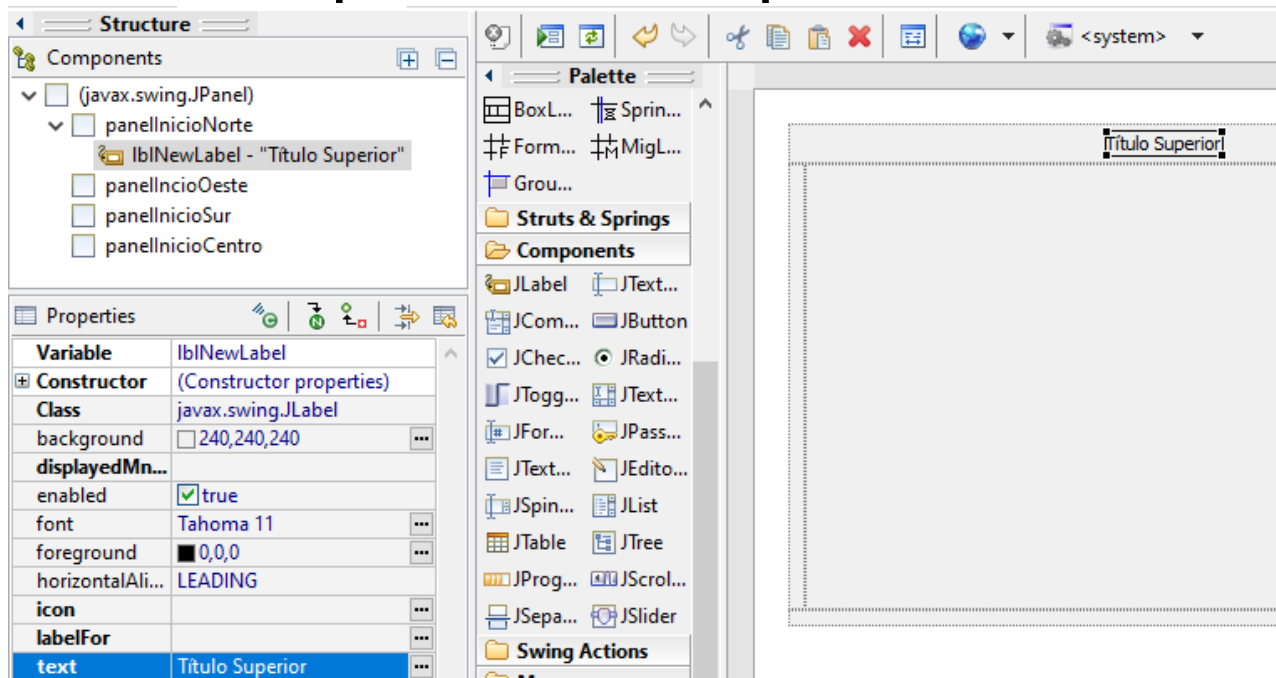 Structure
Components
(javax.swing.JPanel)
panelInicioNorte
lblNewLabel - "Título Superior"
panelIncioOeste
panelInicioSur
panelInicioCentro
Properties
Variable lblNewLabel
Constructor (Constructor properties)
Class javax.swing.JLabel
background 240,240,240
displayedMn...
enabled true
font Tahoma 11
foreground 0,0,0
horizontalAli... LEADING
icon
labelFor
text Título Superior
<system>
Palette
BoxL... Sprin...
Form... MigL...
Grou...
Struts & Springs
Components
JLabel JText...
JCom... JButton
JChec... JRadi...
JTogg... JText...
JFor... JPass...
JText... JEdito...
JSpin... JList
JTable JTree
JProg... JScrol...
JSepa... JSlider
Swing Actions
Título Superior